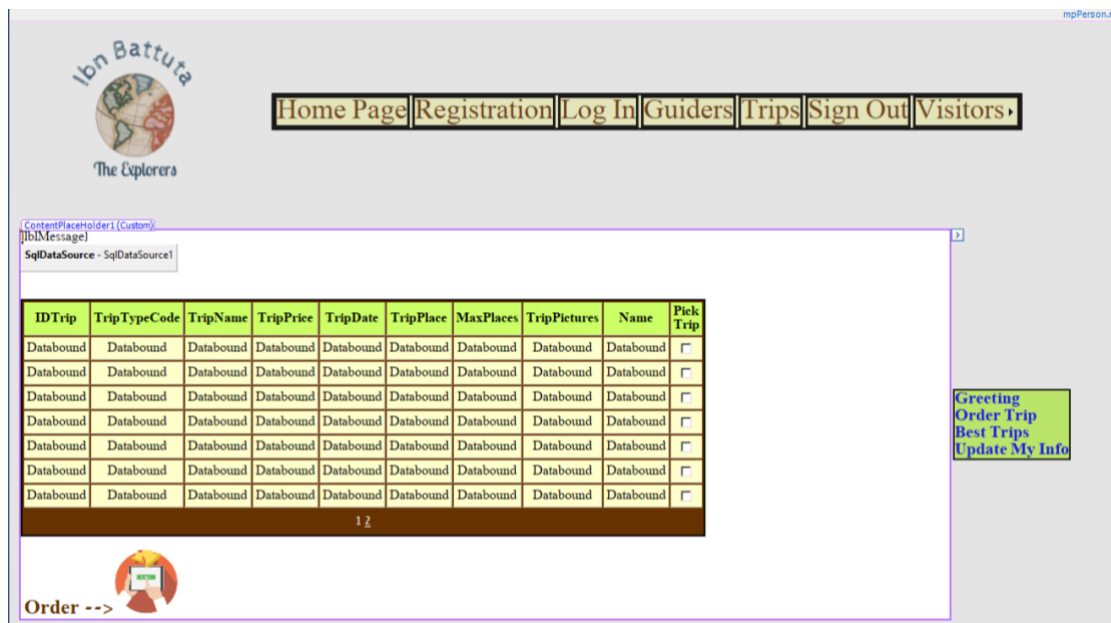 mpPerson.
Ibn Battuta
The Explorers
Home Page Registration Log In Guiders Trips Sign Out Visitors
ContentPlaceHolder1 (Custom)
lblMessage]
SqlDataSource - SqlDataSource1
IDTrip TripTypeCode TripName TripPrice TripDate TripPlace MaxPlaces TripPictures Name Pick Trip
Databound Databound Databound Databound Databound Databound Databound Databound Databound
Databound Databound Databound Databound Databound Databound Databound Databound Databound
Databound Databound Databound Databound Databound Databound Databound Databound Databound
Databound Databound Databound Databound Databound Databound Databound Databound Databound
Databound Databound Databound Databound Databound Databound Databound Databound Databound
Databound Databound Databound Databound Databound Databound Databound Databound Databound
Databound Databound Databound Databound Databound Databound Databound Databound Databound
1 2
Greeting
Order Trip
Best Trips
Update My Info
Order -->